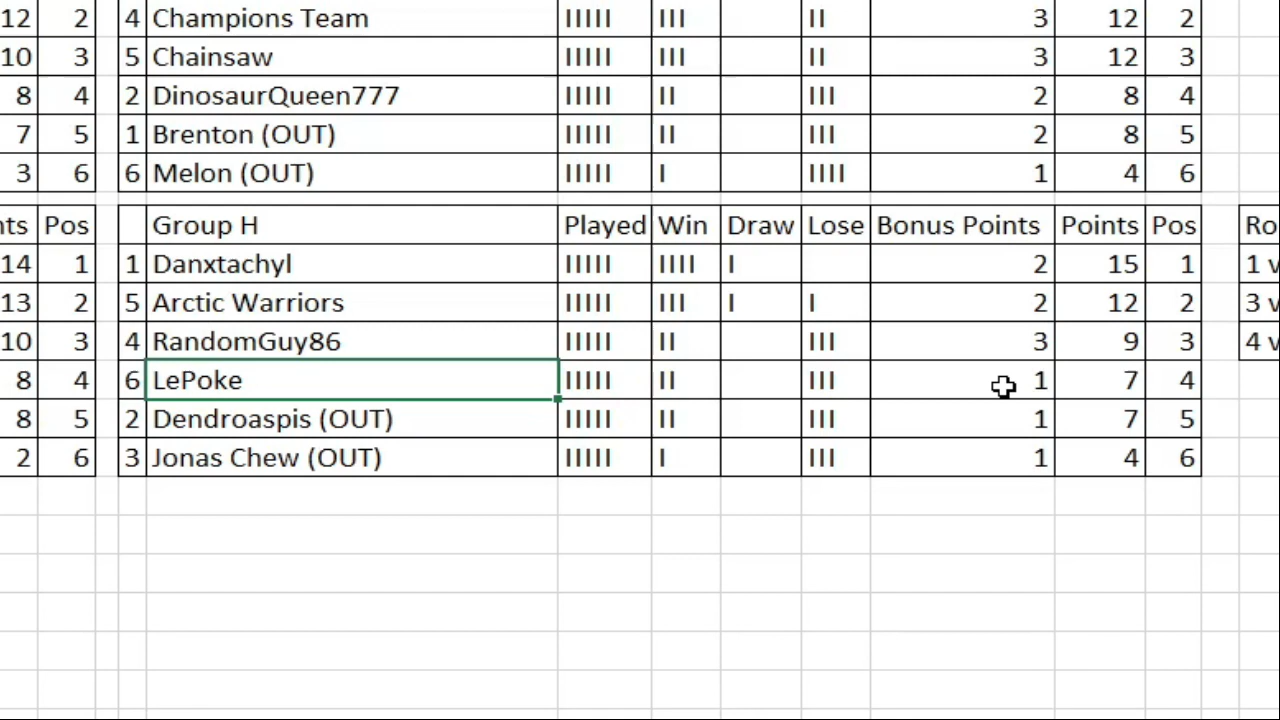 12 2 4 Champions Team IIIII III II 3 12 2
10 3 5 Chainsaw IIIII III II 3 12 3
8 4 2 DinosaurQueen777 IIIII II III 2 8 4
7 5 1 Brenton (OUT) IIIII II III 2 8 5
3 6 6 Melon (OUT) IIIII I IIII 1 4 6
nts Pos Group H Played Win Draw Lose Bonus Points Points Pos Ro
14 1 1 Danxtachyl IIIII IIII I 2 15 1 1 v
13 2 5 Arctic Warriors IIIII III I I 2 12 2 3 v
10 3 4 RandomGuy86 IIIII II III 3 9 3 4 v
8 4 6 LePoke IIIII II III 1 7 4
8 5 2 Dendroaspis (OUT) IIIII II III 1 7 5
2 6 3 Jonas Chew (OUT) IIIII I III 1 4 6